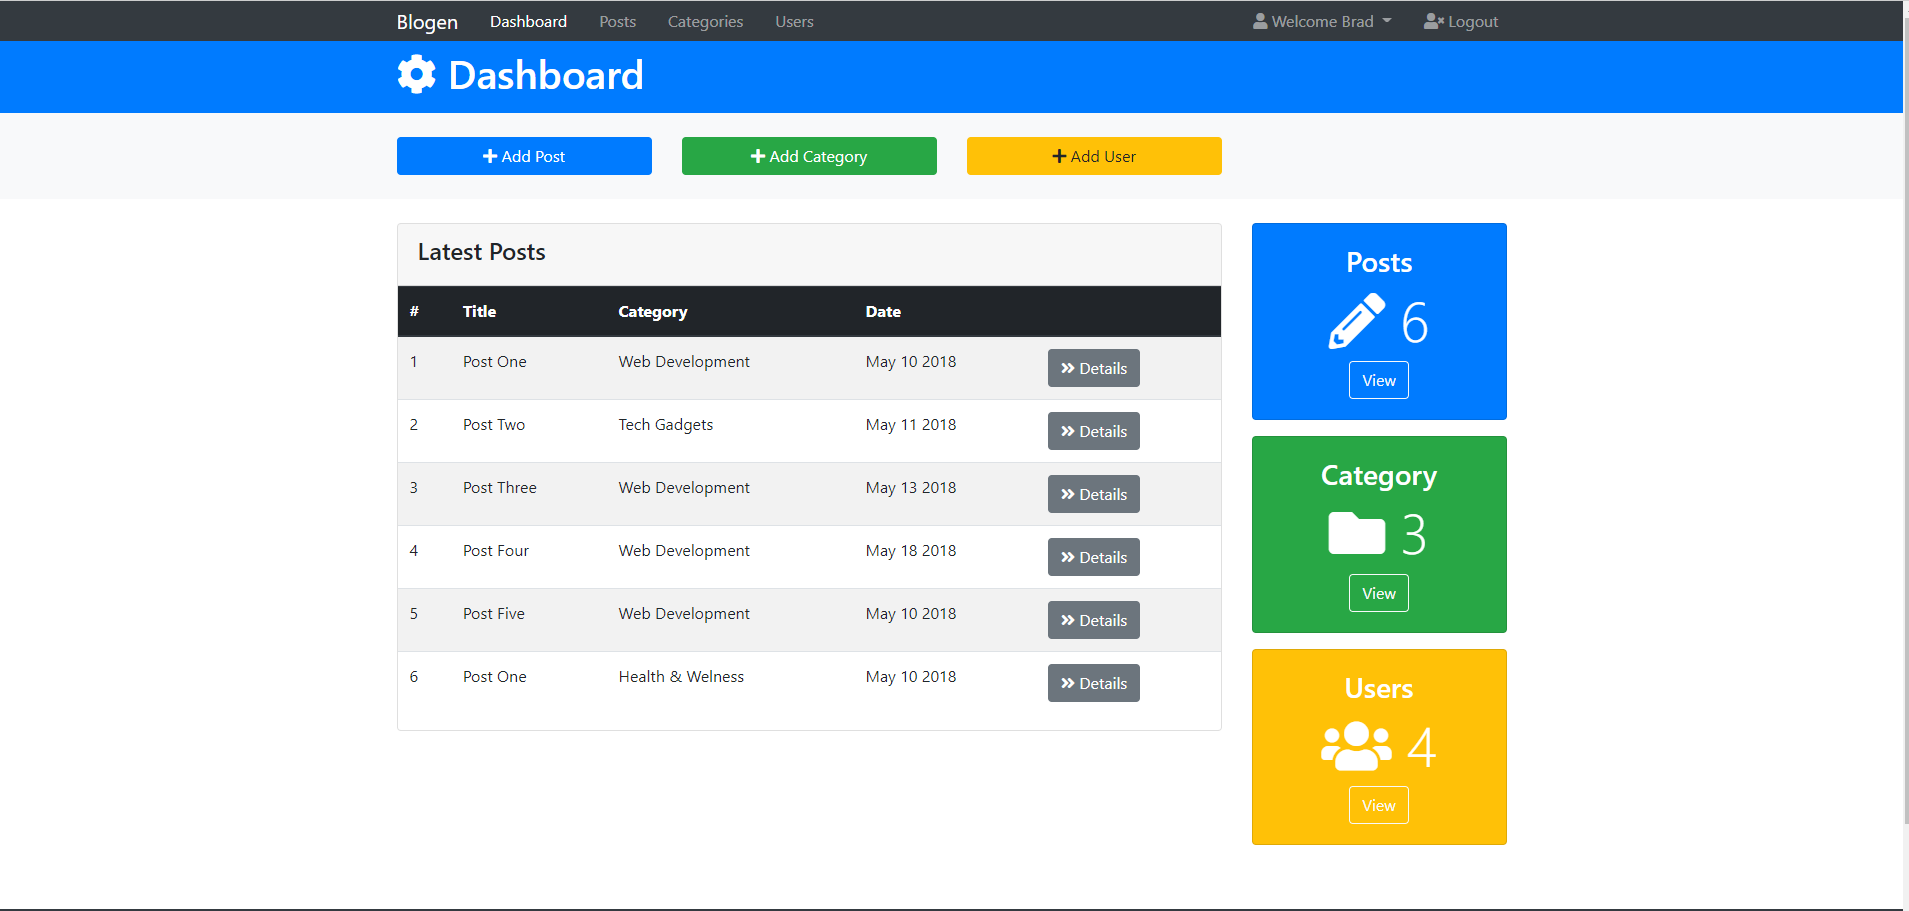 Blogen Dashboard Posts Categories Users Welcome Brad Logout
Dashboard
Add Post Add Category Add User
Latest Posts
# Title Category Date
1 Post One Web Development May 10 2018 Details
2 Post Two Tech Gadgets May 11 2018 Details
3 Post Three Web Development May 13 2018 Details
4 Post Four Web Development May 18 2018 Details
5 Post Five Web Development May 10 2018 Details
6 Post One Health & Welness May 10 2018 Details
Posts
6
View
Category
3
View
Users
4
View